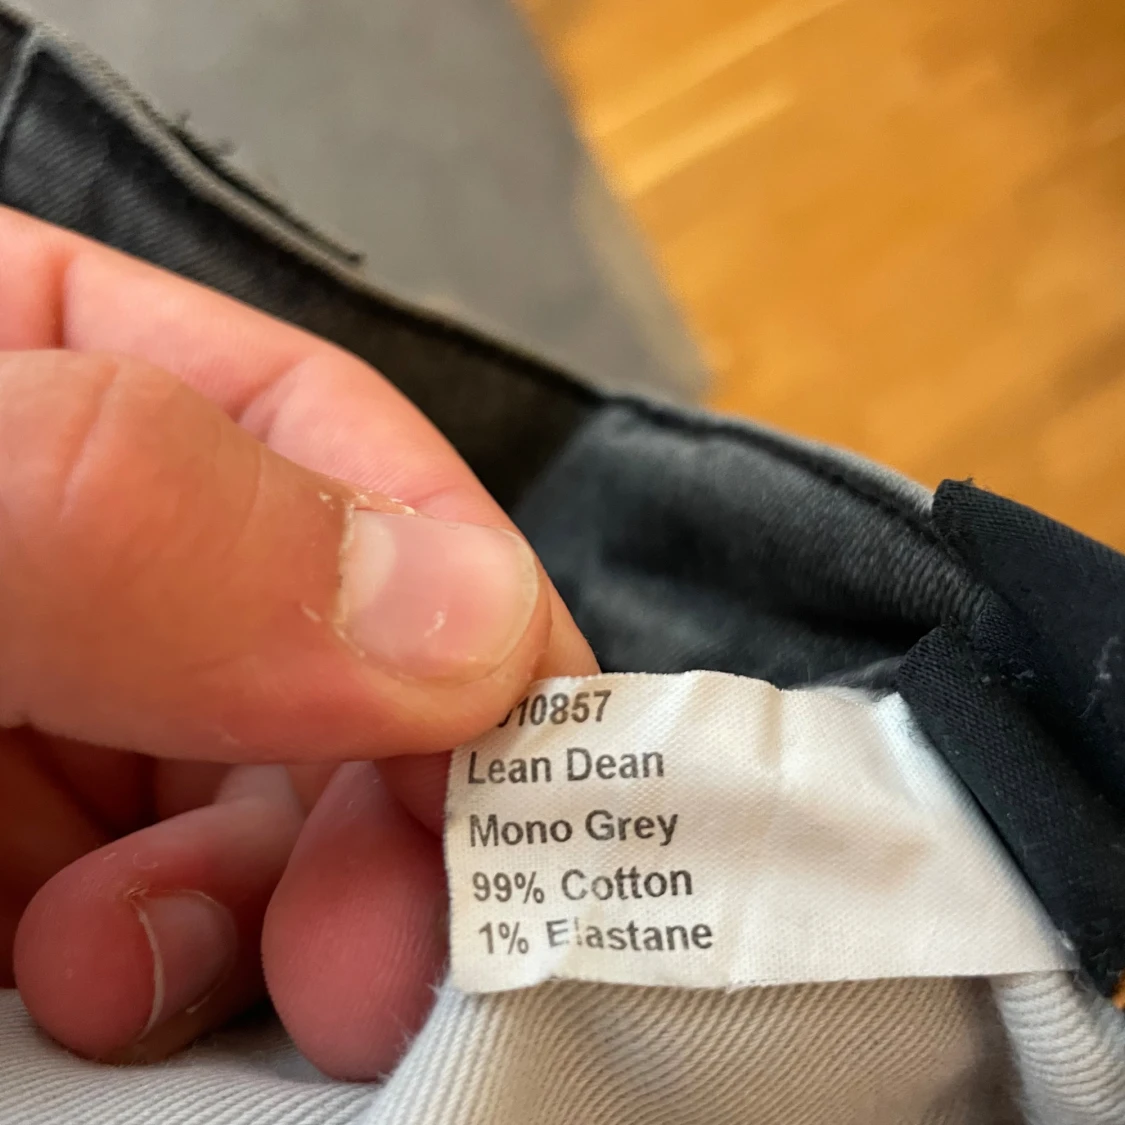 10857
Lean Dean
Mono Grey
99% Cotton
1% Elastane